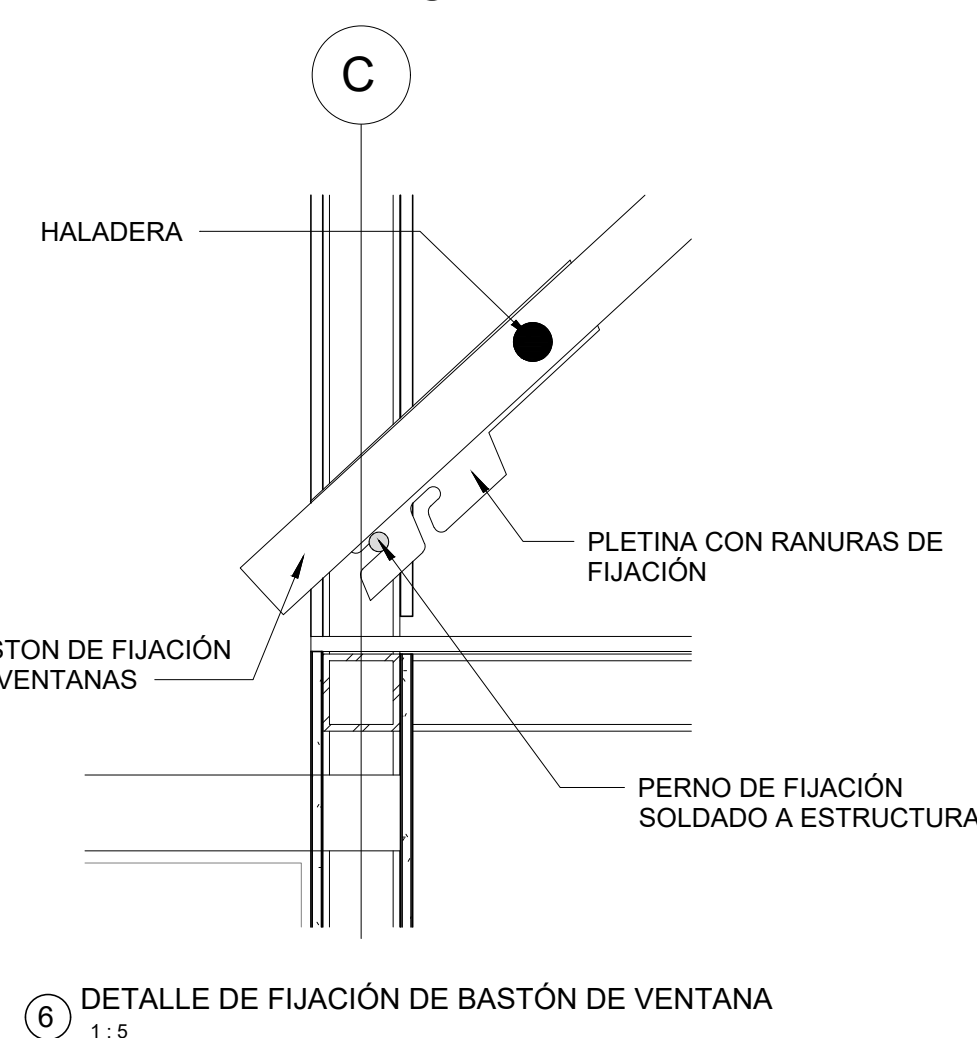 C
HALADERA
PLETINA CON RANURAS DE
FIJACIÓN
STON DE FIJACIÓN
VENTANAS
PERNO DE FIJACIÓN
SOLDADO A ESTRUCTURA
6 DETALLE DE FIJACIÓN DE BASTÓN DE VENTANA
1 : 5